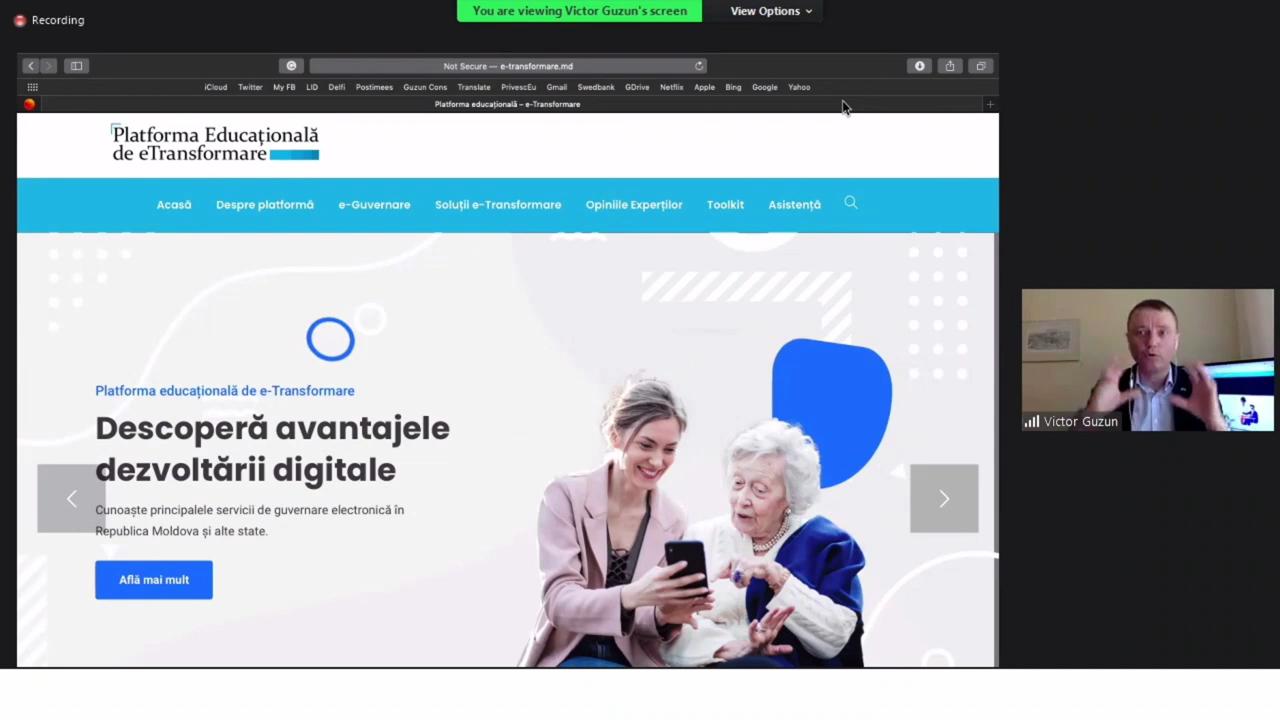 Recording
You are viewing Victor Guzun's screen
View Options
Not Secure — e-transformare.md
iCloud Twitter My FB LID Delfi Postimees Guzun Cons Translate PrivescEu Gmail Swedbank GDrive Netflix Apple Bing Google Yahoo
Platforma educațională – e-Transformare
Platforma Educațională
de eTransformare
Acasă Despre platformă e-Guvernare Soluții e-Transformare Opiniile Experților Toolkit Asistență
Platforma educațională de e-Transformare
Descoperă avantajele
dezvoltării digitale
Cunoaște principalele servicii de guvernare electronică în
Republica Moldova și alte state.
Află mai mult
Victor Guzun